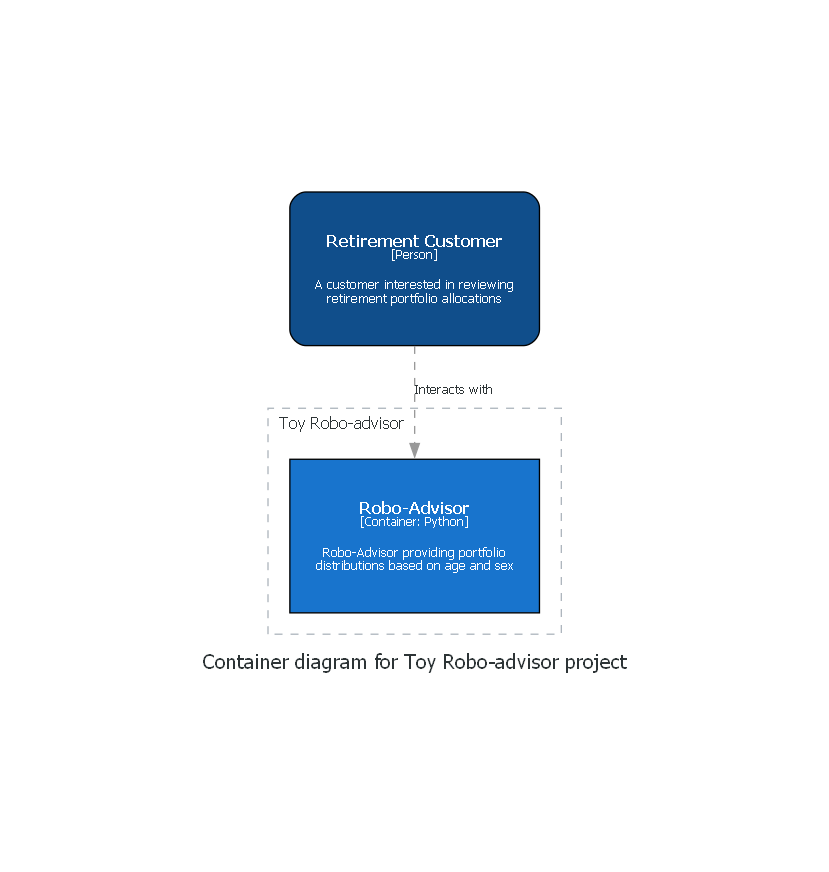 Retirement Customer
[Person]
A customer interested in reviewing
retirement portfolio allocations
Interacts with
Toy Robo-advisor
Robo-Advisor
[Container: Python]
Robo-Advisor providing portfolio
distributions based on age and sex
Container diagram for Toy Robo-advisor project